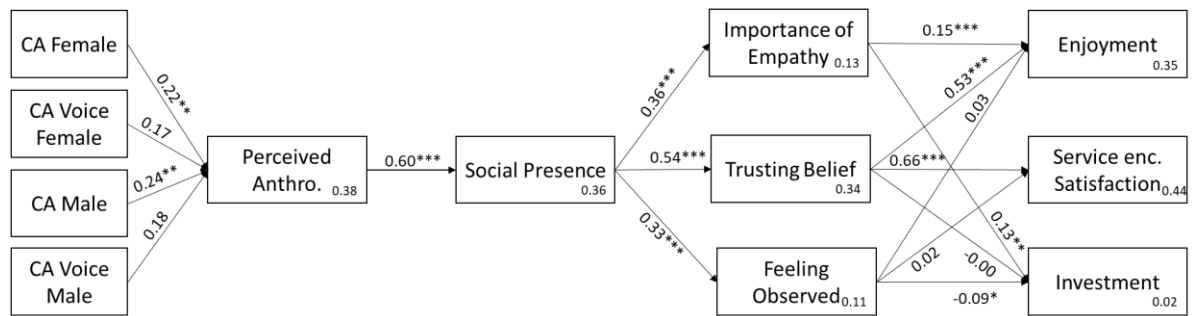 CA Female
CA Voice
Female
CA Male
CA Voice
Male
0.22**
0.17
0.24**
0.18
Perceived
Anthro.
0.38
0.60***
Social Presence
0.36
0.36***
0.54***
0.33***
Importance of
Empathy
0.13
Trusting Belief
0.34
Feeling
Observed
0.11
0.15***
0.53***
0.03
0.66***
0.13**
0.02
-0.00
-0.09*
Enjoyment
0.35
Service enc.
Satisfaction
0.44
Investment
0.02